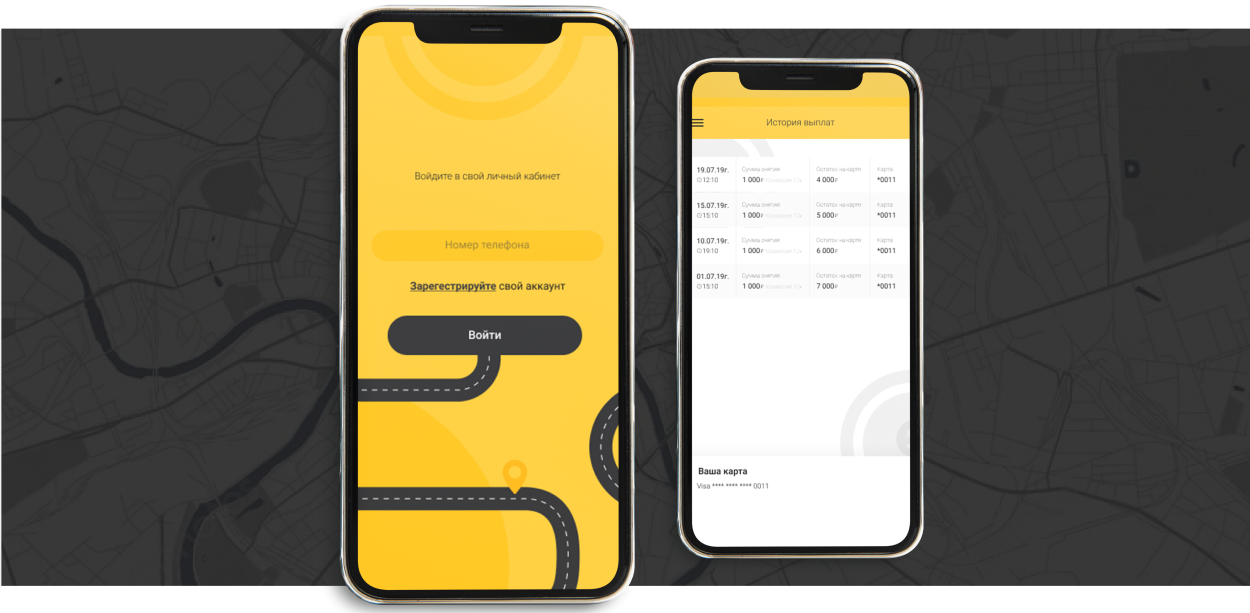 Войдите в свой личный кабинет
Номер телефона
Зарегестрируйте свой аккаунт
Войти
История выплат
19.07.19г. Сумма снятия Остаток на карте Карта
12:10 1 000₽ 4 000₽ *0011
15.07.19г. Сумма снятия Остаток на карте Карта
15:10 1 000₽ 5 000₽ *0011
10.07.19г. Сумма снятия Остаток на карте Карта
19:10 1 000₽ 6 000₽ *0011
01.07.19г. Сумма снятия Остаток на карте Карта
15:10 1 000₽ 7 000₽ *0011
Ваша карта
Visa **** **** **** 0011